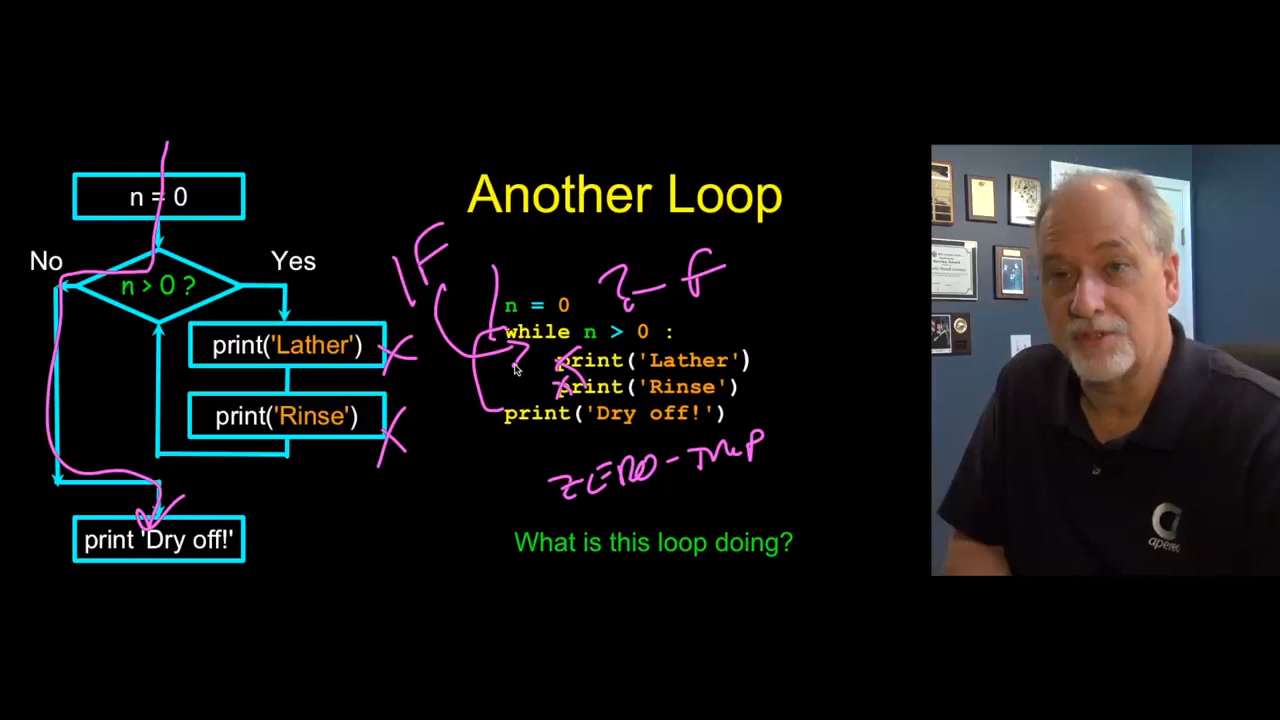 Another Loop
n = 0
No
Yes
n > 0 ?
print('Lather')
print('Rinse')
print 'Dry off!'
IF
n = 0
while n > 0 :
print('Lather')
print('Rinse')
print('Dry off!')
ZERO-TRIP
What is this loop doing?
apereo